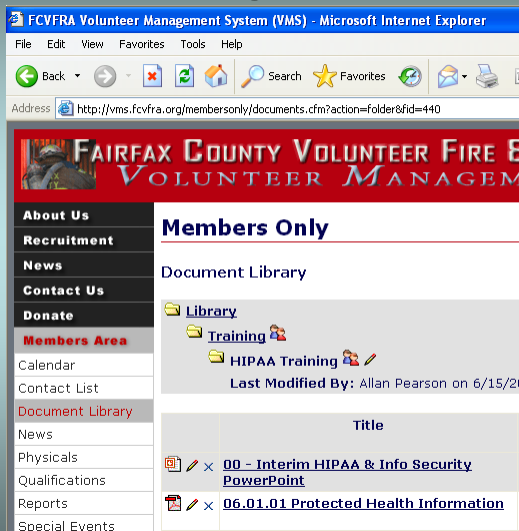 FCVFRA Volunteer Management System (VMS) - Microsoft Internet Explorer
File Edit View Favorites Tools Help
Back Search Favorites
Address http://vms.fcvfra.org/membersonly/documents.cfm?action=folder&fid=440
FAIRFAX COUNTY VOLUNTEER FIRE &
VOLUNTEER MANAGEM
About Us
Recruitment
News
Contact Us
Donate
Members Area
Calendar
Contact List
Document Library
News
Physicals
Qualifications
Reports
Special Events
Members Only
Document Library
Library
Training
HIPAA Training
Last Modified By: Allan Pearson on 6/15/20
Title
00 - Interim HIPAA & Info Security
PowerPoint
06.01.01 Protected Health Information